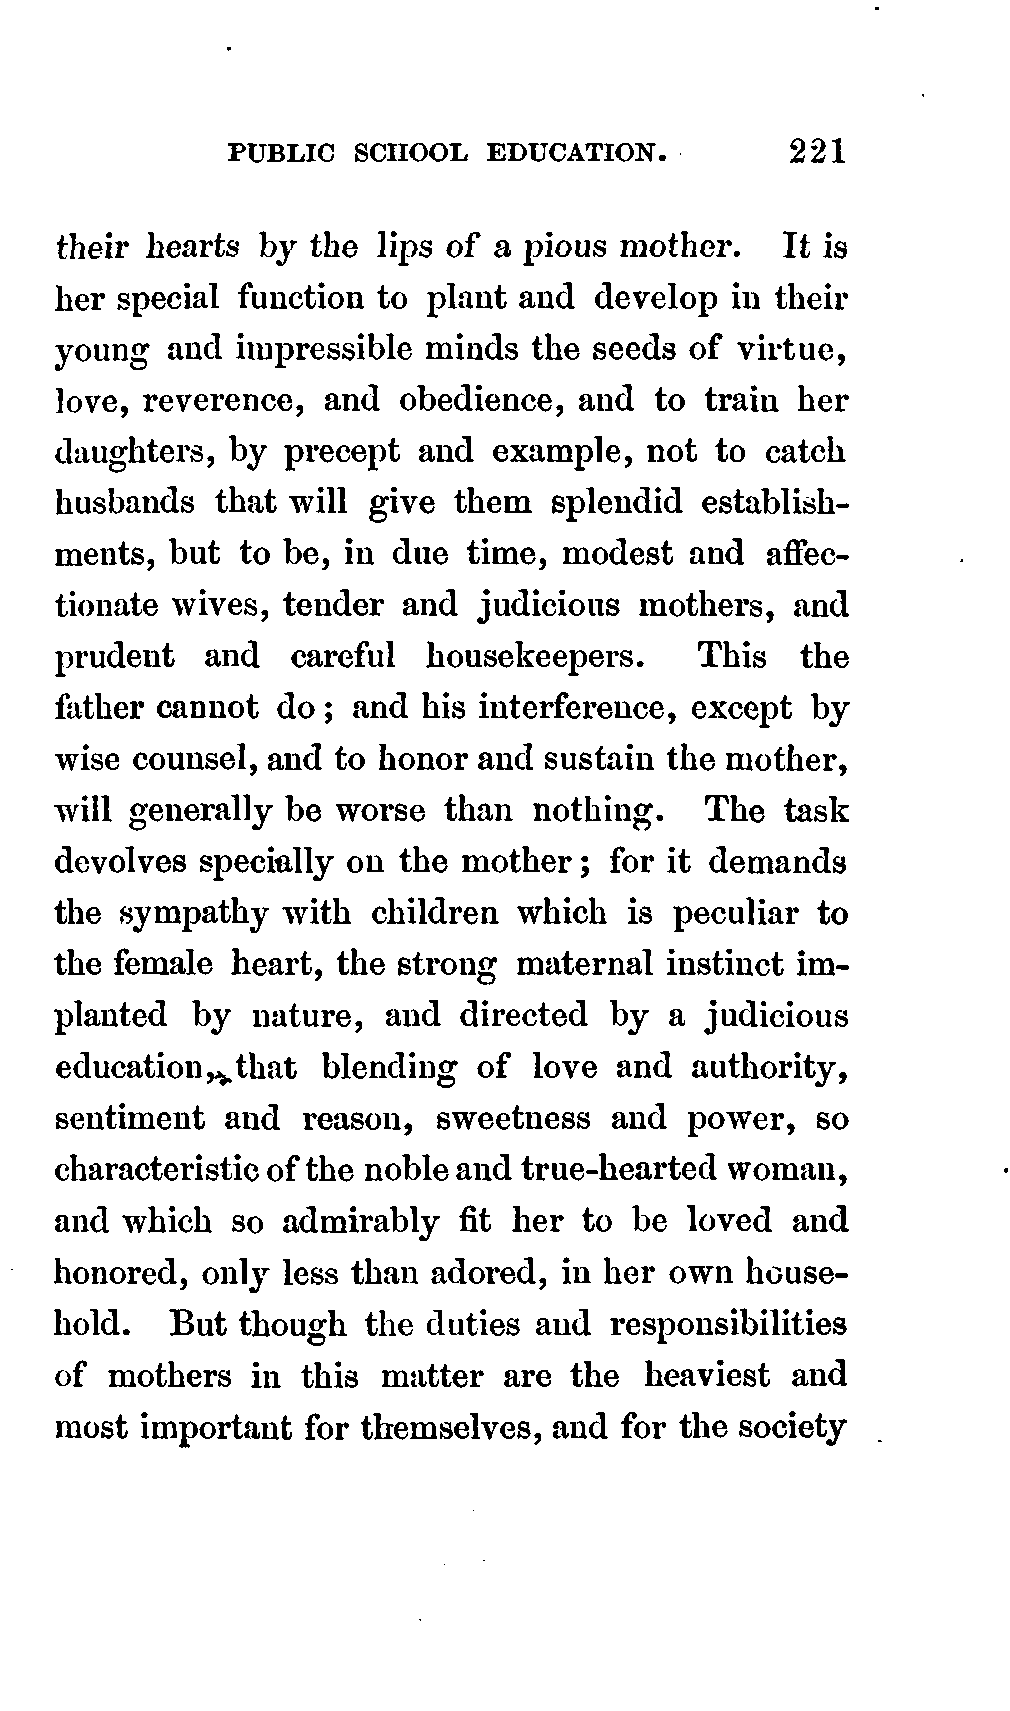 PUBLIC SCHOOL EDUCATION. 221
their hearts by the lips of a pious mother. It is
her special function to plant and develop in their
young and impressible minds the seeds of virtue,
love, reverence, and obedience, and to train her
daughters, by precept and example, not to catch
husbands that will give them splendid establish-
ments, but to be, in due time, modest and affec-
tionate wives, tender and judicious mothers, and
prudent and careful housekeepers. This the
father cannot do; and his interference, except by
wise counsel, and to honor and sustain the mother,
will generally be worse than nothing. The task
devolves specially on the mother; for it demands
the sympathy with children which is peculiar to
the female heart, the strong maternal instinct im-
planted by nature, and directed by a judicious
education, that blending of love and authority,
sentiment and reason, sweetness and power, so
characteristic of the noble and true-hearted woman,
and which so admirably fit her to be loved and
honored, only less than adored, in her own house-
hold. But though the duties and responsibilities
of mothers in this matter are the heaviest and
most important for themselves, and for the society